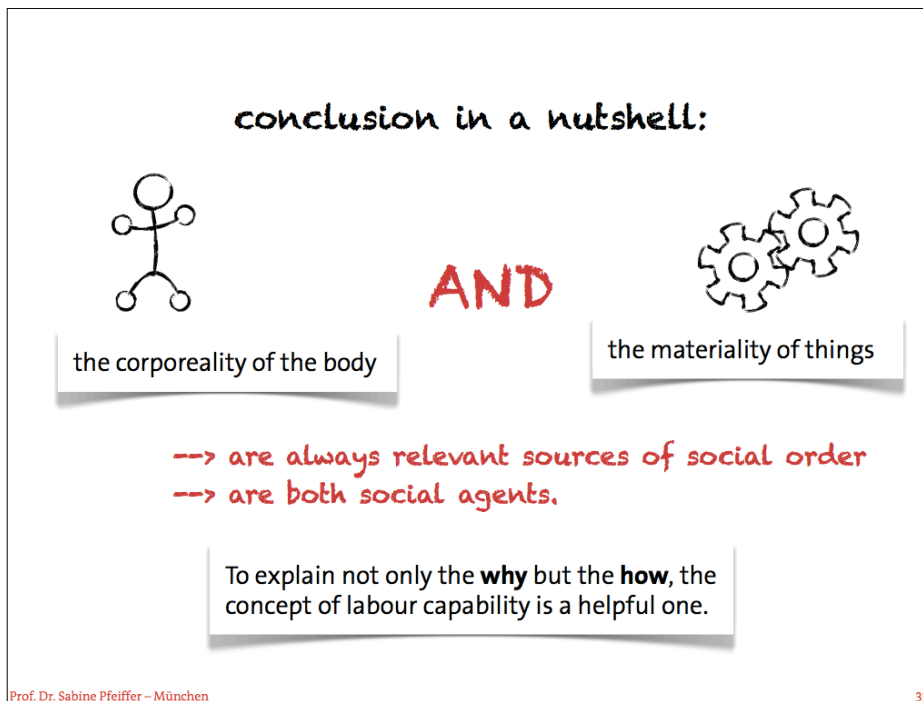 conclusion in a nutshell:
AND
the corporeality of the body
the materiality of things
--> are always relevant sources of social order
--> are both social agents.
To explain not only the why but the how, the
concept of labour capability is a helpful one.
Prof. Dr. Sabine Pfeiffer – München